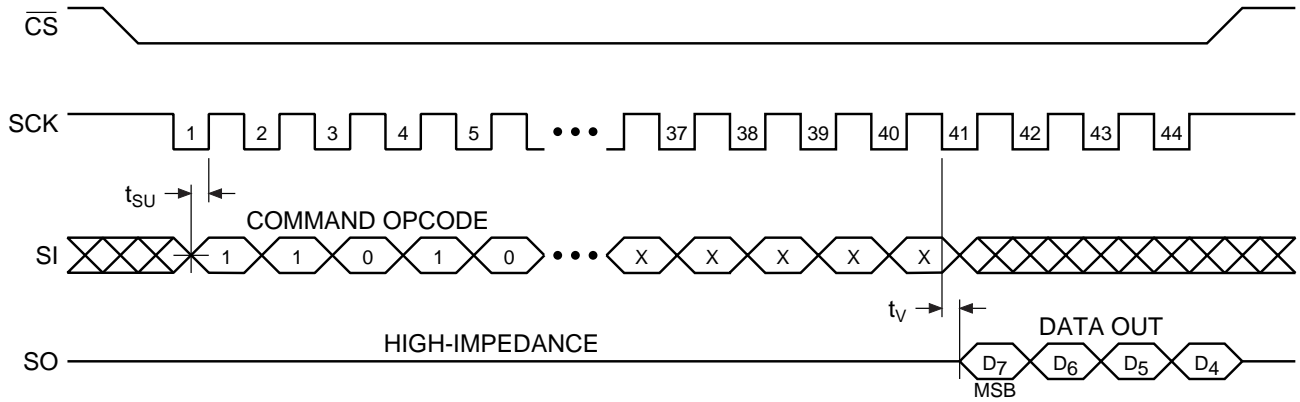 CS
SCK 1 2 3 4 5 ••• 37 38 39 40 41 42 43 44
tSU
COMMAND OPCODE
SI 1 1 0 1 0 ••• X X X X X
tV
DATA OUT
HIGH-IMPEDANCE
SO D7 D6 D5 D4
MSB